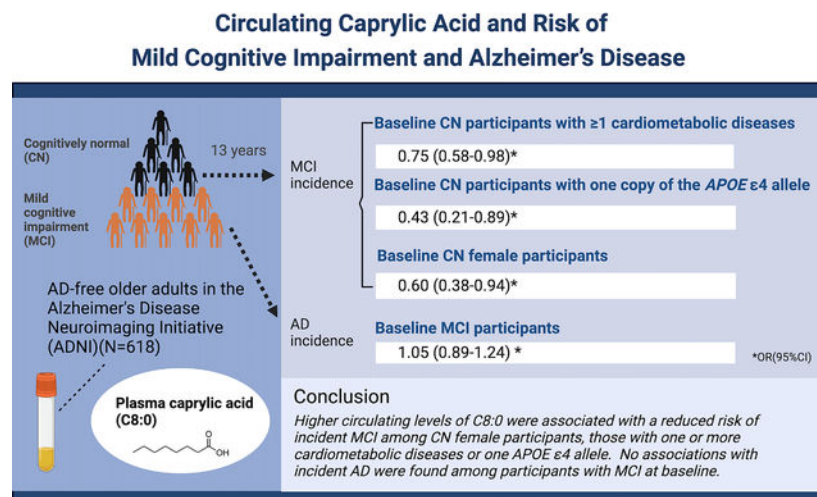 Circulating Caprylic Acid and Risk of
Mild Cognitive Impairment and Alzheimer's Disease
Cognitively normal
(CN)
Mild
cognitive
impairment
(MCI)
13 years
AD-free older adults in the
Alzheimer's Disease
Neuroimaging Initiative
(ADNI)(N=618)
Plasma caprylic acid
(C8:0)
O
OH
MCI
incidence
Baseline CN participants with ≥1 cardiometabolic diseases
0.75 (0.58-0.98)*
Baseline CN participants with one copy of the APOE ε4 allele
0.43 (0.21-0.89)*
Baseline CN female participants
0.60 (0.38-0.94)*
AD
incidence
Baseline MCI participants
1.05 (0.89-1.24) *
*OR(95%CI)
Conclusion
Higher circulating levels of C8:0 were associated with a reduced risk of
incident MCI among CN female participants, those with one or more
cardiometabolic diseases or one APOE ε4 allele. No associations with
incident AD were found among participants with MCI at baseline.